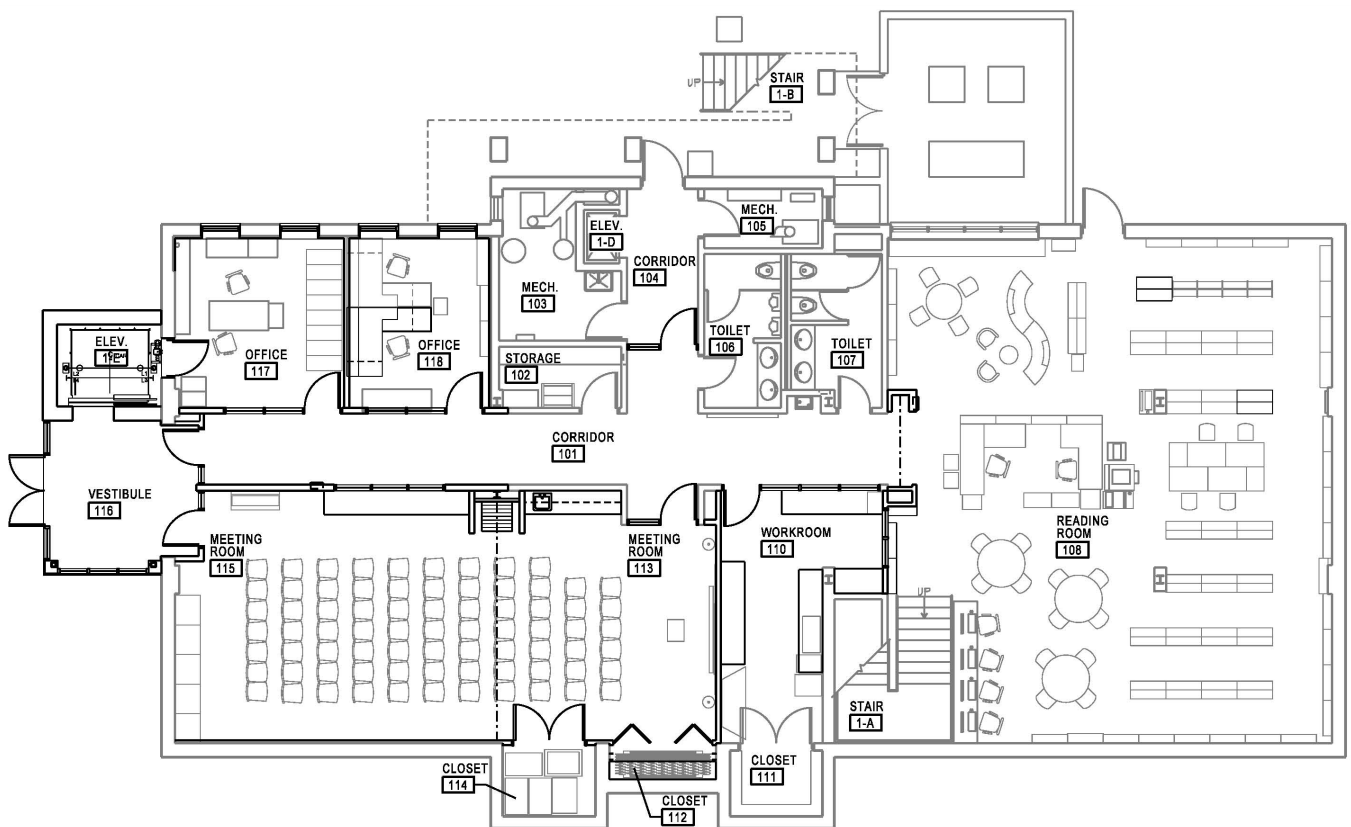 UP
STAIR
1-B
ELEV.
1-D
MECH.
105
CORRIDOR
104
MECH.
103
ELEV.
OFFICE
117
OFFICE
118
STORAGE
102
TOILET
106
TOILET
107
CORRIDOR
101
VESTIBULE
116
MEETING
ROOM
115
MEETING
ROOM
113
WORKROOM
110
READING
ROOM
108
UP
STAIR
1-A
CLOSET
114
CLOSET
112
CLOSET
111